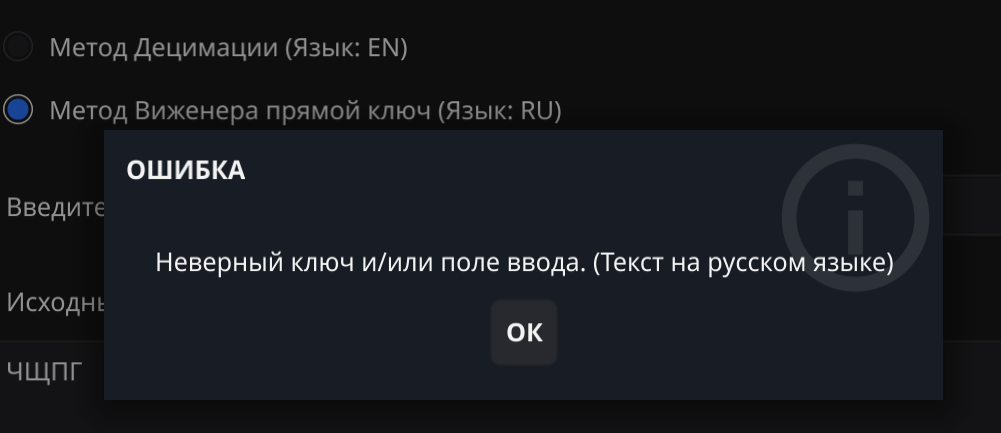 Метод Децимации (Язык: EN)
Метод Виженера прямой ключ (Язык: RU)
ОШИБКА
Введите
Неверный ключ и/или поле ввода. (Текст на русском языке)
Исходны
ОК
ЧЩПГ